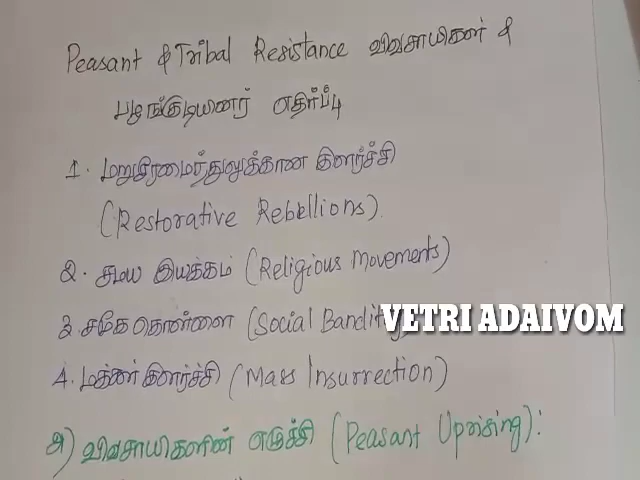 Peasant & Tribal Resistance விவசாயிகள் &
பழங்குடியினர் எதிர்ப்பு
1. மறுசீரமைத்தலுக்கான கிளர்ச்சி
(Restorative Rebellions).
2. சமய இயக்கம் (Religious Movements)
3. சமூக கொள்ளை (Social Banditry)
VETRI ADAIVOM
4. மக்கள் கிளர்ச்சி (Mass Insurrection)
அ) விவசாயிகளின் எழுச்சி (Peasant Uprising):